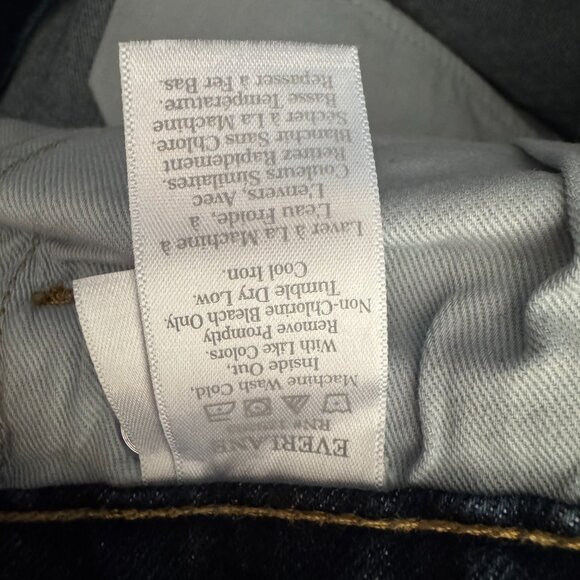 EVERLANE
RN#
Machine Wash Cold,
Inside Out,
With Like Colors.
Remove Promptly
Non-Chlorine Bleach Only.
Tumble Dry Low.
Cool Iron.
Laver à La Machine à
L'eau Froide, à
L'envers, Avec
Couleurs Similaires.
Retirez Rapidement
Blanchir Sans Chlore
Sécher à La Machine
Basse Température.
Repasser à Fer Bas.